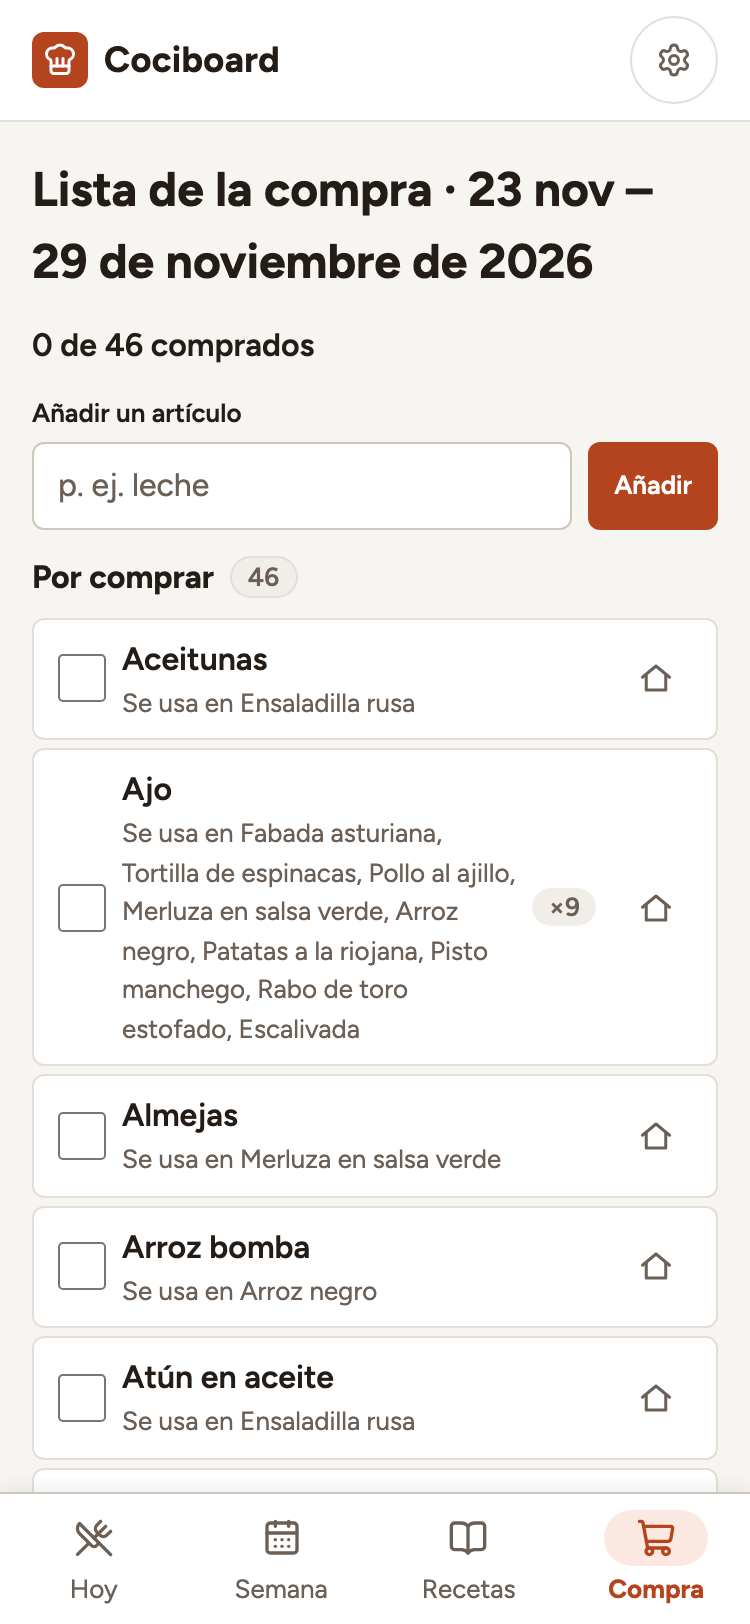 Cociboard
Lista de la compra · 23 nov –
29 de noviembre de 2026
0 de 46 comprados
Añadir un artículo
p. ej. leche
Añadir
Por comprar 46
Aceitunas
Se usa en Ensaladilla rusa
Ajo
Se usa en Fabada asturiana,
Tortilla de espinacas, Pollo al ajillo,
Merluza en salsa verde, Arroz
negro, Patatas a la riojana, Pisto
manchego, Rabo de toro
estofado, Escalivada
×9
Almejas
Se usa en Merluza en salsa verde
Arroz bomba
Se usa en Arroz negro
Atún en aceite
Se usa en Ensaladilla rusa
Hoy
Semana
Recetas
Compra